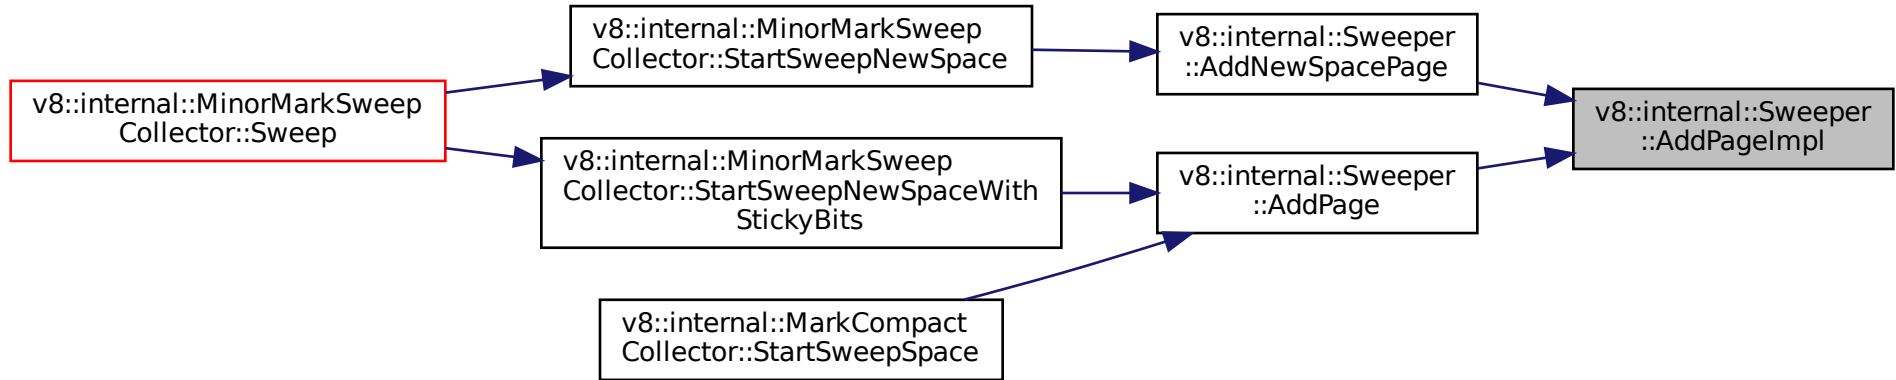 v8::internal::MinorMarkSweep
Collector::Sweep
v8::internal::MinorMarkSweep
Collector::StartSweepNewSpace
v8::internal::MinorMarkSweep
Collector::StartSweepNewSpaceWith
StickyBits
v8::internal::MarkCompact
Collector::StartSweepSpace
v8::internal::Sweeper
::AddNewSpacePage
v8::internal::Sweeper
::AddPage
v8::internal::Sweeper
::AddPageImpl